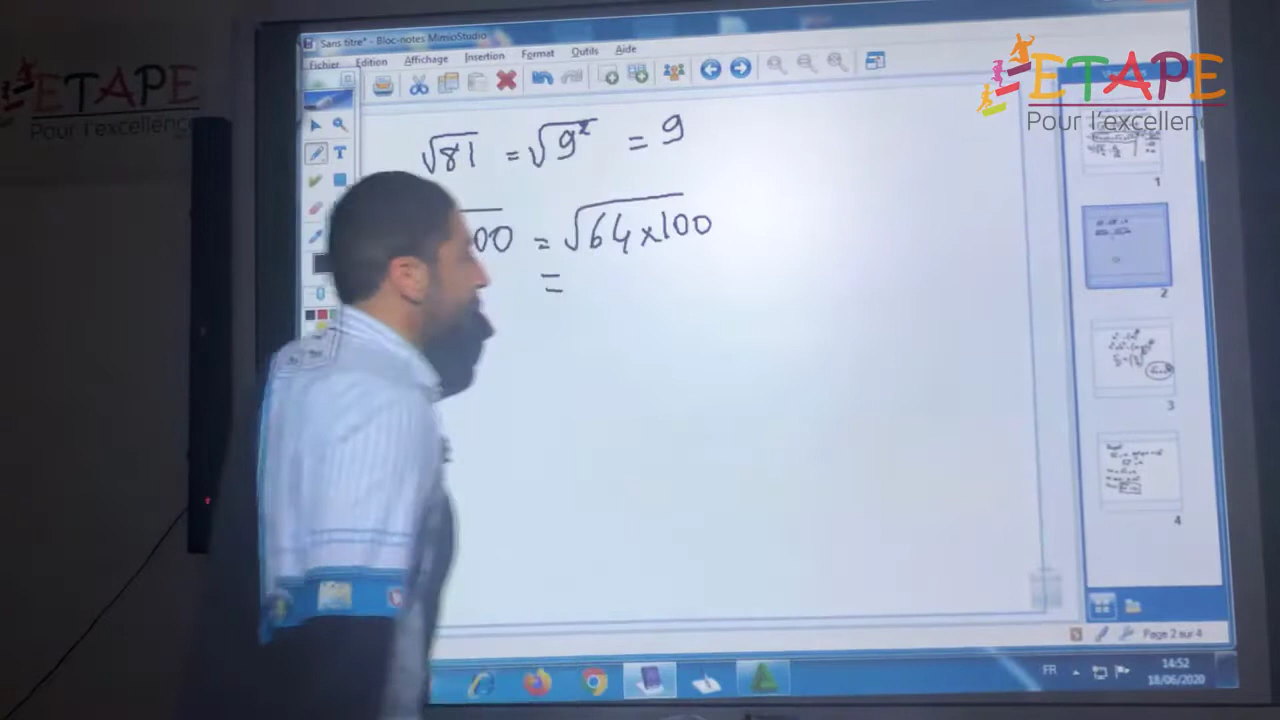 ETAPE
Pour l'excellence
ETAPE
Pour l'excellenc
Sans titre* - Bloc-notes MimioStudio
Fichier Edition Affichage Insertion Format Outils Aide
√81 = √9² = 9
00 = √64×100
=
1
2
3
4
Page 2 sur 4
FR
14:52
18/06/2020